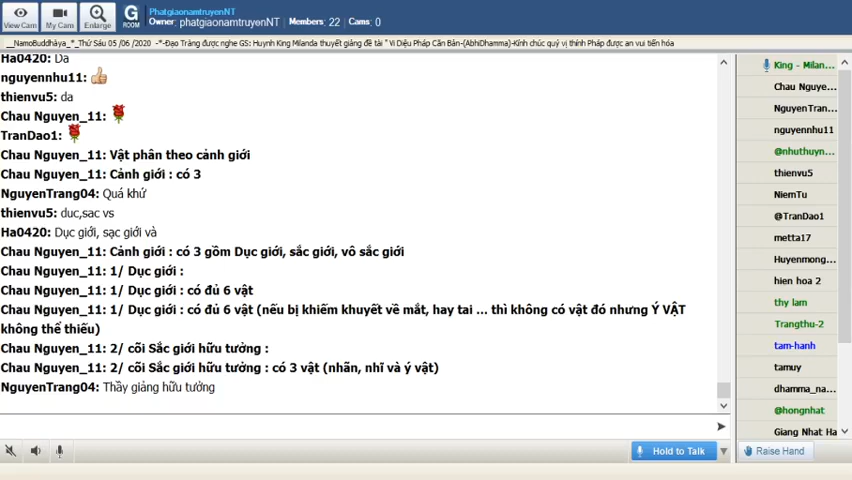 View Cam
My Cam
Enlarge
G
ROOM
PhatgiaonamtruyenNT
Owner: phatgiaonamtruyenNT Members: 22 Cams: 0
__NamoBuddhàya_*_Thứ Sáu 05 /06 /2020 -*-Đạo Tràng được nghe GS: Huynh King Milanda thuyết giảng đề tài " Vi Diệu Pháp Căn Bản-(AbhiDhamma)-Kính chúc quý vị thính Pháp được an vui tiến hóa
Ha0420: Dạ
nguyennhu11:
thienvu5: da
Chau Nguyen_11:
TranDao1:
Chau Nguyen_11: Vật phân theo cảnh giới
Chau Nguyen_11: Cảnh giới : có 3
NguyenTrang04: Quá khứ
thienvu5: duc,sac vs
Ha0420: Dục giới, sạc giới và
Chau Nguyen_11: Cảnh giới : có 3 gồm Dục giới, sắc giới, vô sắc giới
Chau Nguyen_11: 1/ Dục giới :
Chau Nguyen_11: 1/ Dục giới : có đủ 6 vật
Chau Nguyen_11: 1/ Dục giới : có đủ 6 vật (nếu bị khiếm khuyết về mắt, hay tai ... thì không có vật đó nhưng Ý VẬT
không thể thiếu)
Chau Nguyen_11: 2/ cõi Sắc giới hữu tưởng :
Chau Nguyen_11: 2/ cõi Sắc giới hữu tưởng : có 3 vật (nhãn, nhĩ và ý vật)
NguyenTrang04: Thầy giảng hữu tưởng
King - Milan...
Chau Nguye...
NguyenTran...
nguyennhu11
@nhuthuyn...
thienvu5
NiemTu
@TranDao1
metta17
Huyenmong...
hien hoa 2
thy lam
Trangthu-2
tam-hanh
tamuy
dhamma_na...
@hongnhat
Giang Nhat Ha
Hold to Talk
Raise Hand